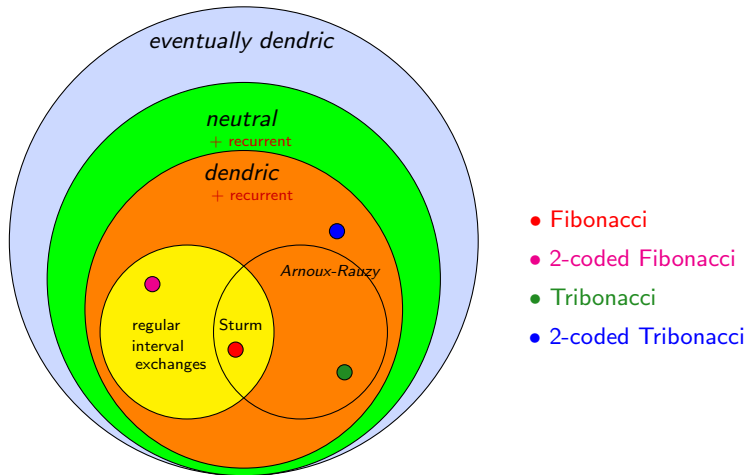 eventually dendric
neutral
+ recurrent
dendric
+ recurrent
Arnoux-Rauzy
regular
interval
exchanges
Sturm
• Fibonacci
• 2-coded Fibonacci
• Tribonacci
• 2-coded Tribonacci